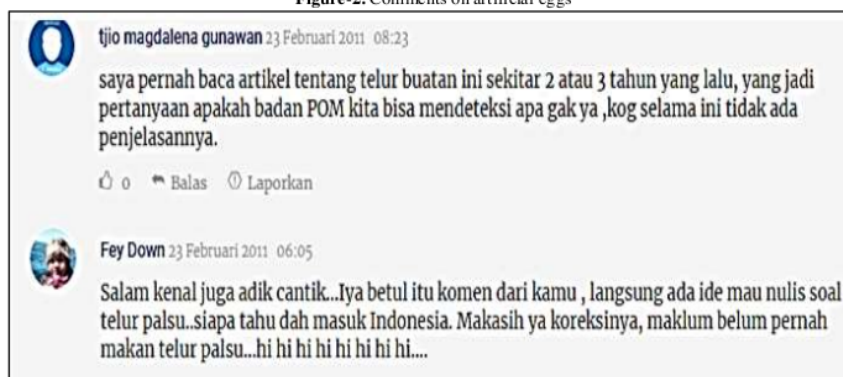 Figure-2. Comments on artificial eggs
tjio magdalena gunawan 23 Februari 2011 08:23
saya pernah baca artikel tentang telur buatan ini sekitar 2 atau 3 tahun yang lalu, yang jadi
pertanyaan apakah badan POM kita bisa mendeteksi apa gak ya ,kog selama ini tidak ada
penjelasannya.
0 Balas Laporkan
Fey Down 23 Februari 2011 06:05
Salam kenal juga adik cantik...Iya betul itu komen dari kamu , langsung ada ide mau nulis soal
telur palsu..siapa tahu dah masuk Indonesia. Makasih ya koreksinya, maklum belum pernah
makan telur palsu...hi hi hi hi hi hi hi hi hi....